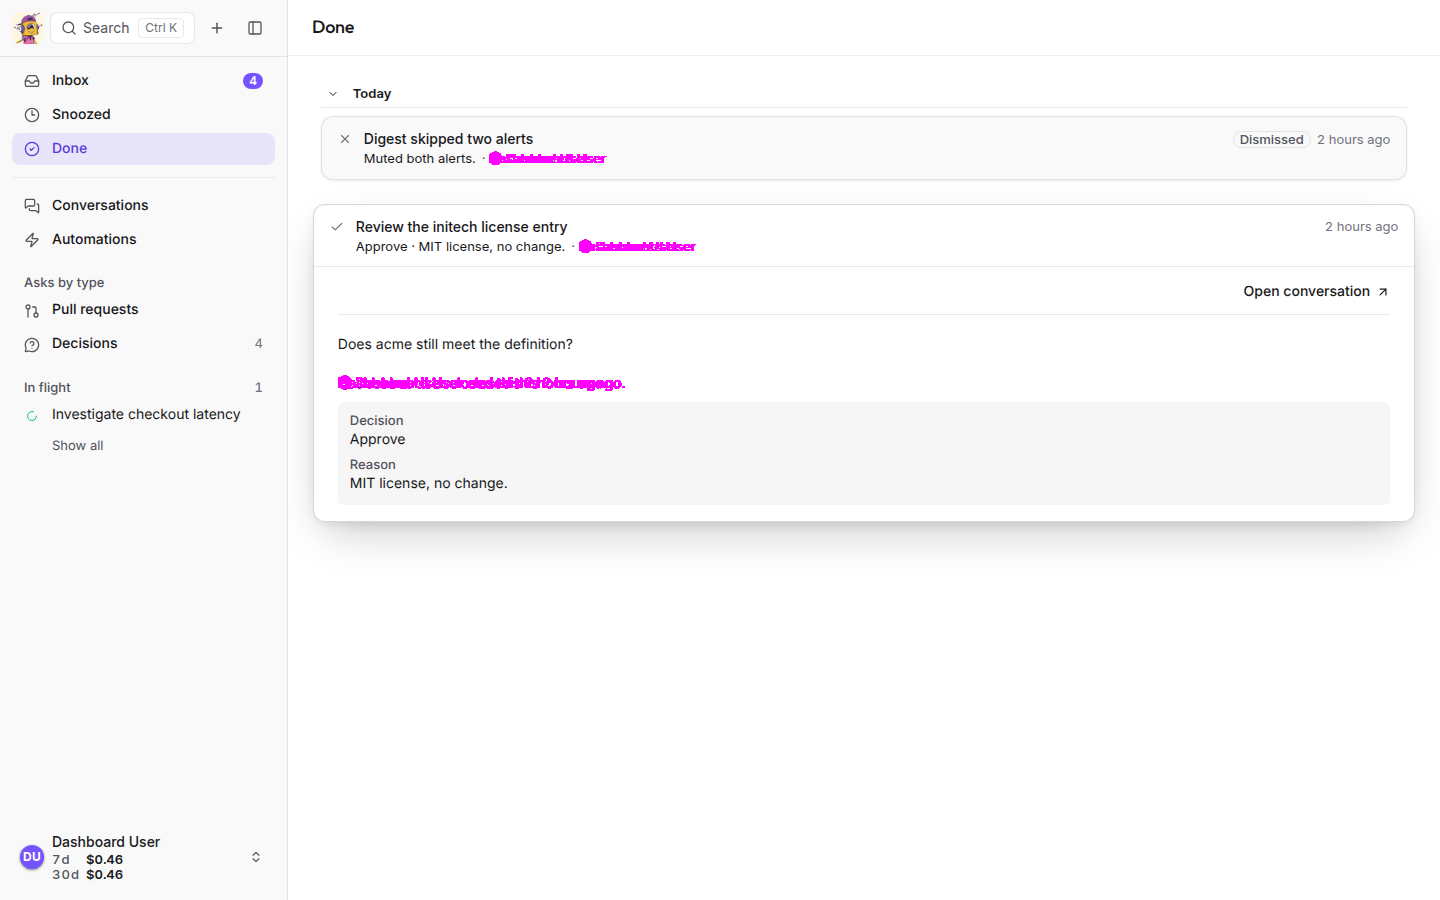 Search Ctrl K
Done
Inbox 4
Snoozed
Done
Conversations
Automations
Asks by type
Pull requests
Decisions 4
In flight 1
Investigate checkout latency
Show all
Dashboard User
DU
7d $0.46
30d $0.46
Today
Digest skipped two alerts
Dismissed 2 hours ago
Muted both alerts. ·
Review the initech license entry
2 hours ago
Approve · MIT license, no change. ·
Open conversation
Does acme still meet the definition?
Decision
Approve
Reason
MIT license, no change.